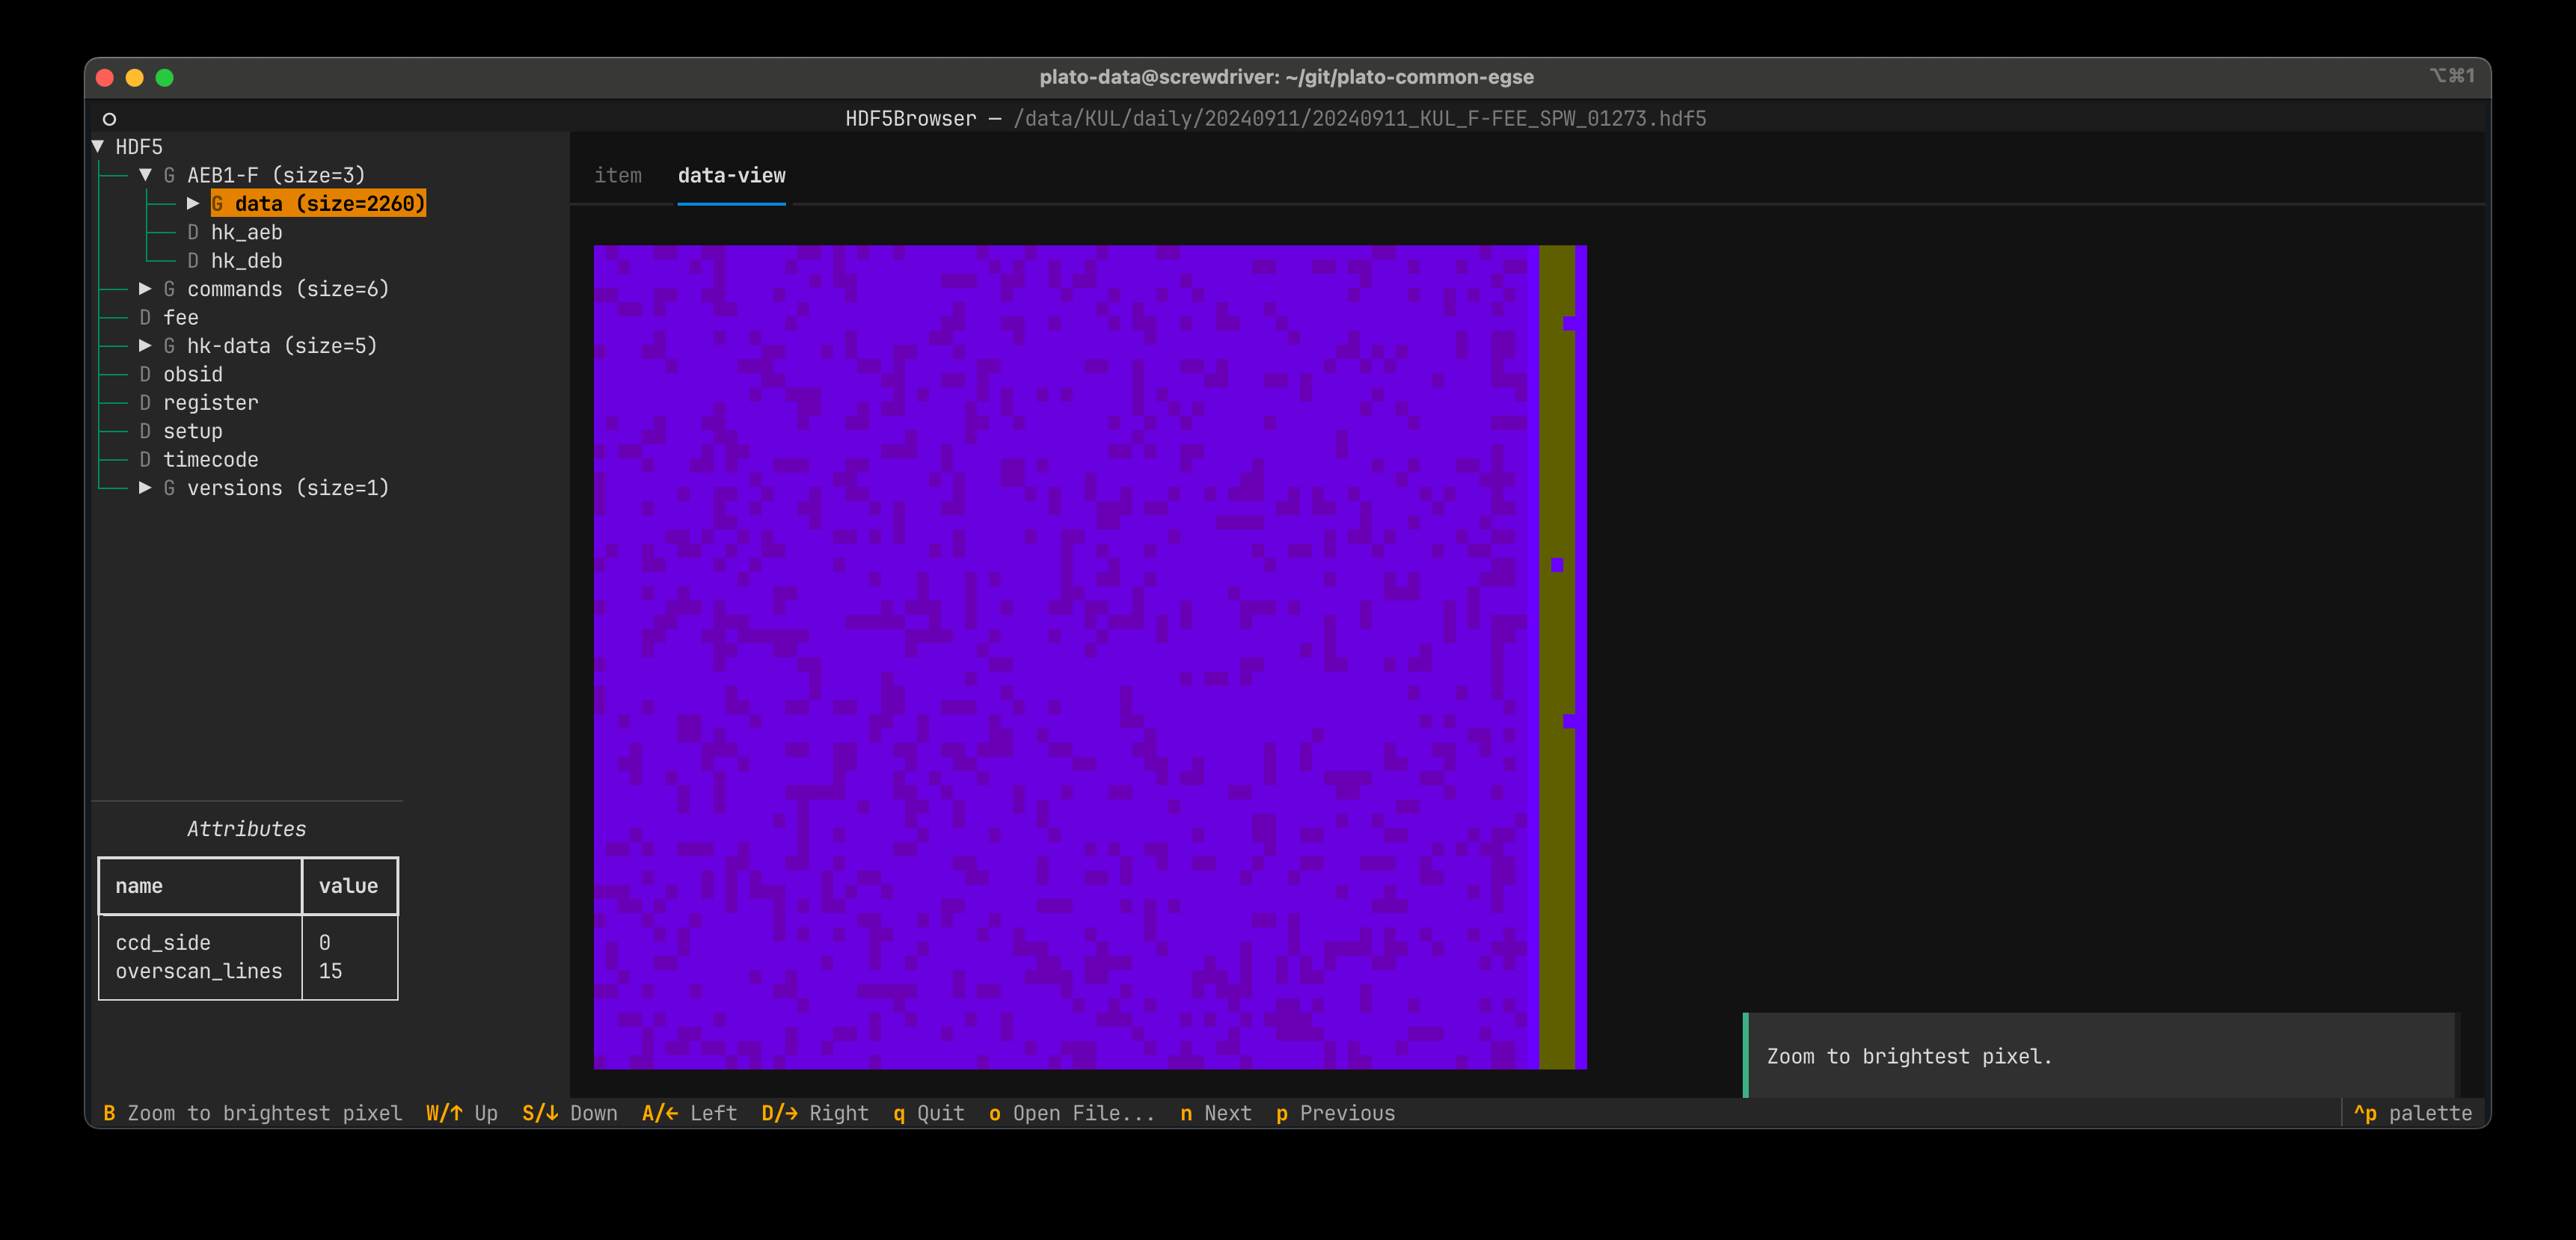 plato-data@screwdriver: ~/git/plato-common-egse
⌥⌘1
HDF5Browser — /data/KUL/daily/20240911/20240911_KUL_F-FEE_SPW_01273.hdf5
▼ HDF5
▼ G AEB1-F (size=3)
▶ G data (size=2260)
D hk_aeb
D hk_deb
▶ G commands (size=6)
D fee
▶ G hk-data (size=5)
D obsid
D register
D setup
D timecode
▶ G versions (size=1)
item data-view
Attributes
name value
ccd_side 0
overscan_lines 15
Zoom to brightest pixel.
B Zoom to brightest pixel W/↑ Up S/↓ Down A/← Left D/→ Right q Quit o Open File... n Next p Previous ^p palette